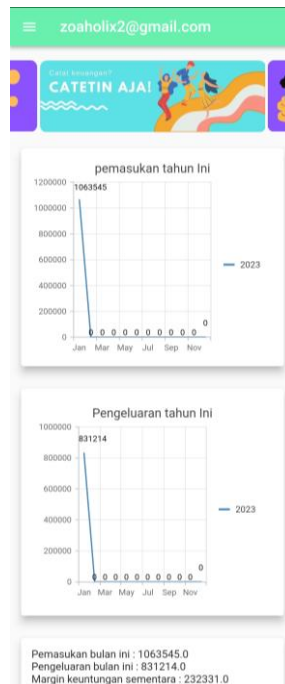 zoaholix2@gmail.com
Catat keuangan?
CATETIN AJA!
pemasukan tahun Ini
1200000
1063545
1000000
800000
600000
400000
200000
0
0 0 0 0 0 0 0 0 0 0 0
Jan Mar May Jul Sep Nov
2023
Pengeluaran tahun Ini
1000000
831214
800000
600000
400000
200000
0
0 0 0 0 0 0 0 0 0 0 0
Jan Mar May Jul Sep Nov
2023
Pemasukan bulan ini : 1063545.0
Pengeluaran bulan ini : 831214.0
Margin keuntungan sementara : 232331.0